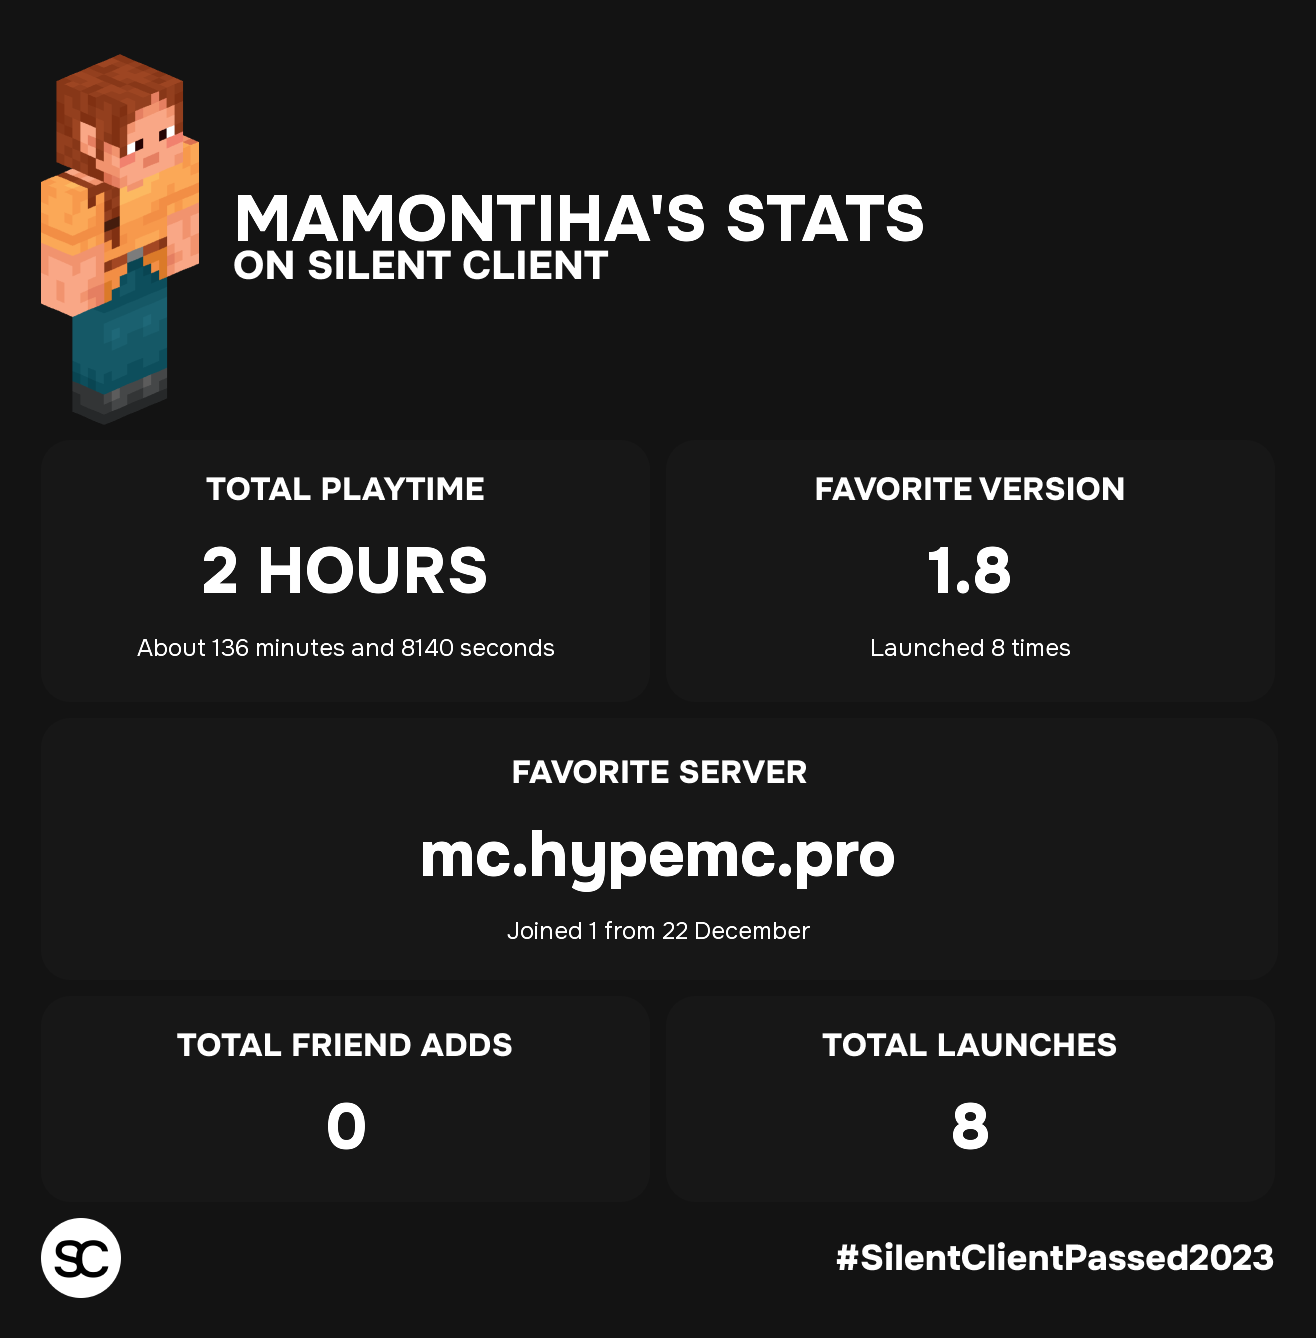 MAMONTIHA'S STATS
ON SILENT CLIENT
TOTAL PLAYTIME
2 HOURS
About 136 minutes and 8140 seconds
FAVORITE VERSION
1.8
Launched 8 times
FAVORITE SERVER
mc.hypemc.pro
Joined 1 from 22 December
TOTAL FRIEND ADDS
0
TOTAL LAUNCHES
8
SC
#SilentClientPassed2023